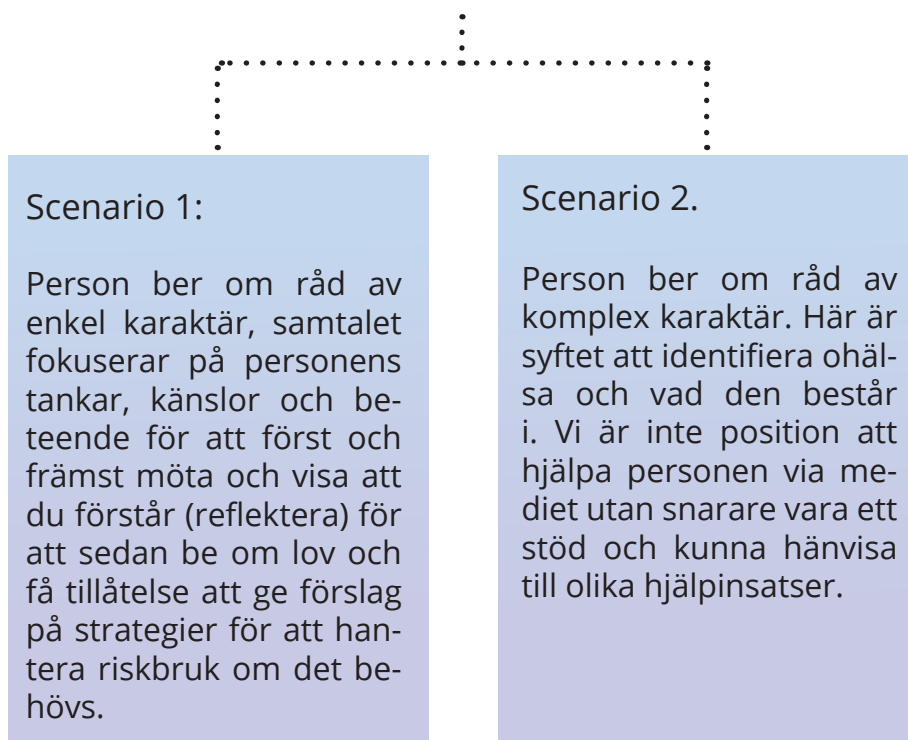 Scenario 1:
Person ber om råd av
enkel karaktär, samtalet
fokuserar på personens
tankar, känslor och be-
teende för att först och
främst möta och visa att
du förstår (reflektera) för
att sedan be om lov och
få tillåtelse att ge förslag
på strategier för att han-
tera riskbruk om det be-
hövs.
Scenario 2.
Person ber om råd av
komplex karaktär. Här är
syftet att identifiera ohäl-
sa och vad den består
i. Vi är inte position att
hjälpa personen via me-
diet utan snarare vara ett
stöd och kunna hänvisa
till olika hjälpinsatser.